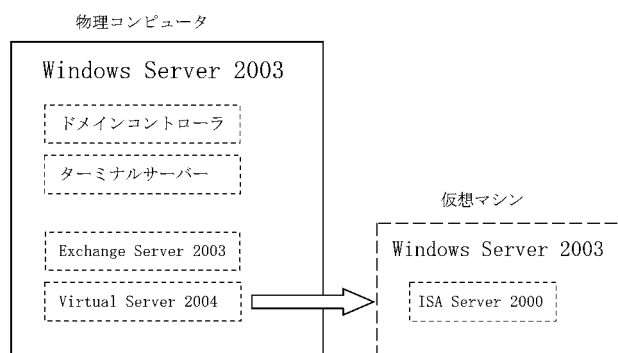 物理コンピュータ
Windows Server 2003
ドメインコントローラ
ターミナルサーバー
Exchange Server 2003
Virtual Server 2004
仮想マシン
Windows Server 2003
ISA Server 2000